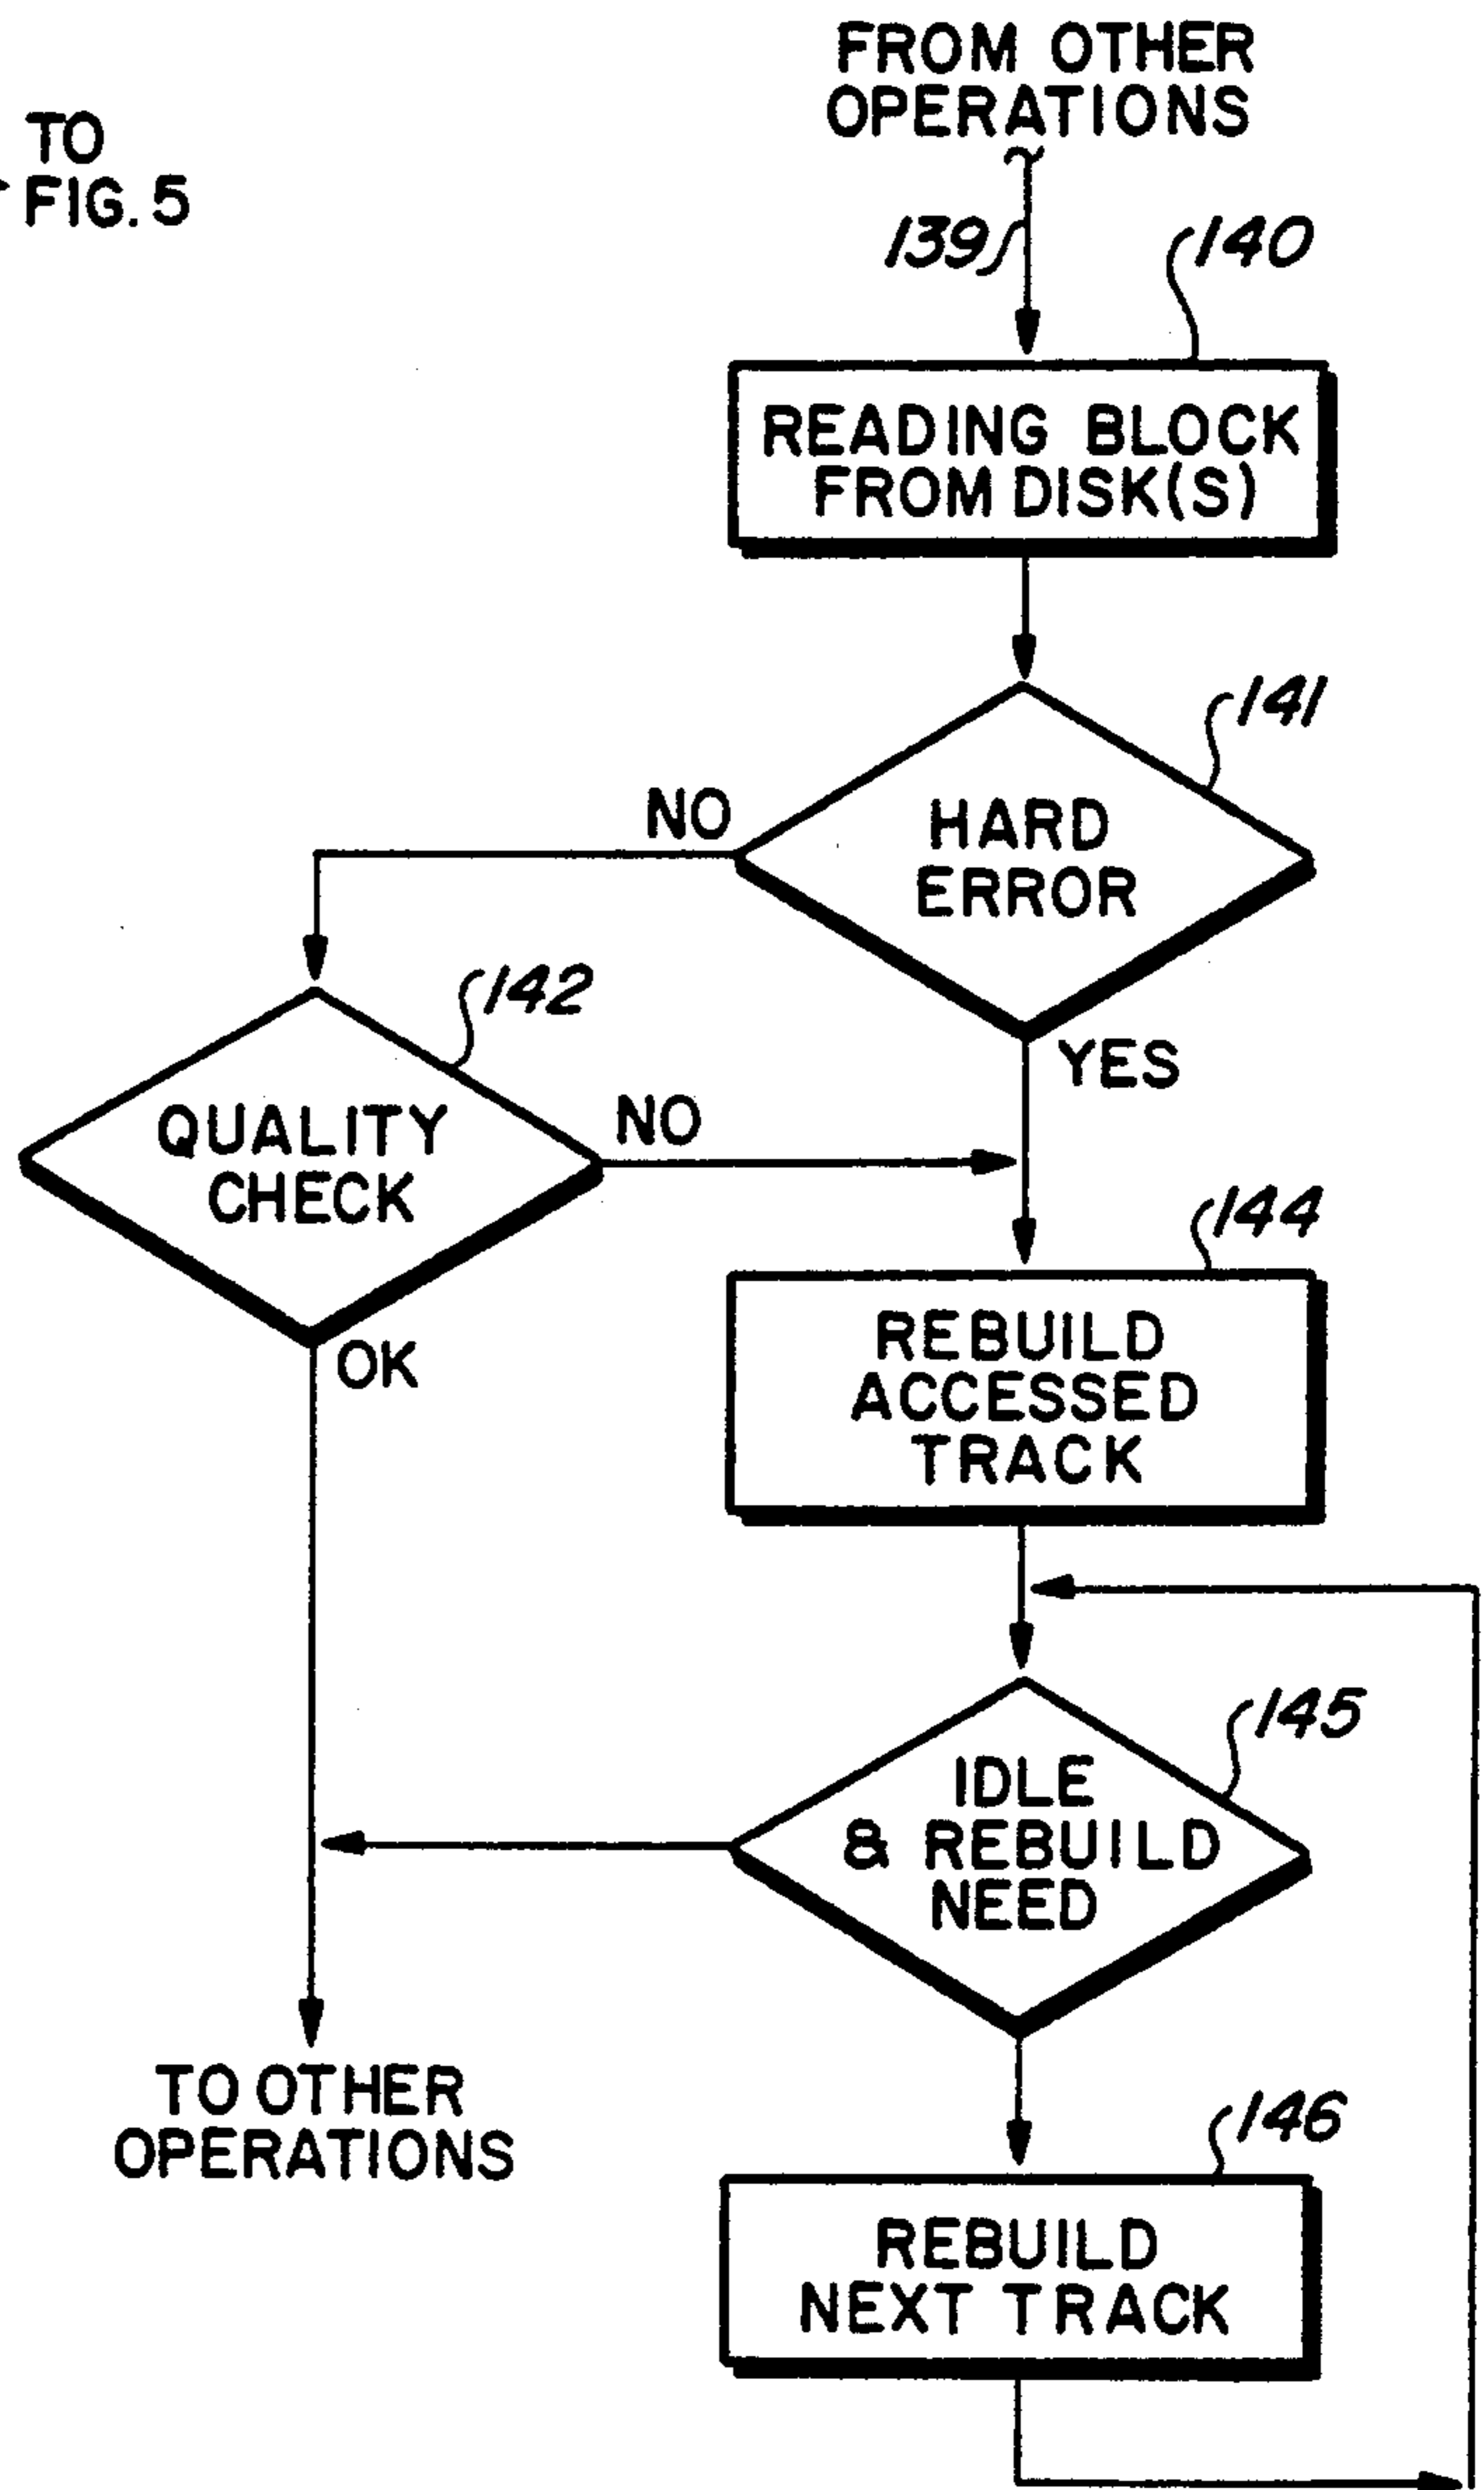 FROM OTHER
OPERATIONS
TO
FIG. 5
139
140
READING BLOCK
FROM DISK(S)
141
HARD
ERROR
NO
YES
142
QUALITY
CHECK
NO
OK
144
REBUILD
ACCESSED
TRACK
145
IDLE
& REBUILD
NEED
TO OTHER
OPERATIONS
146
REBUILD
NEXT TRACK